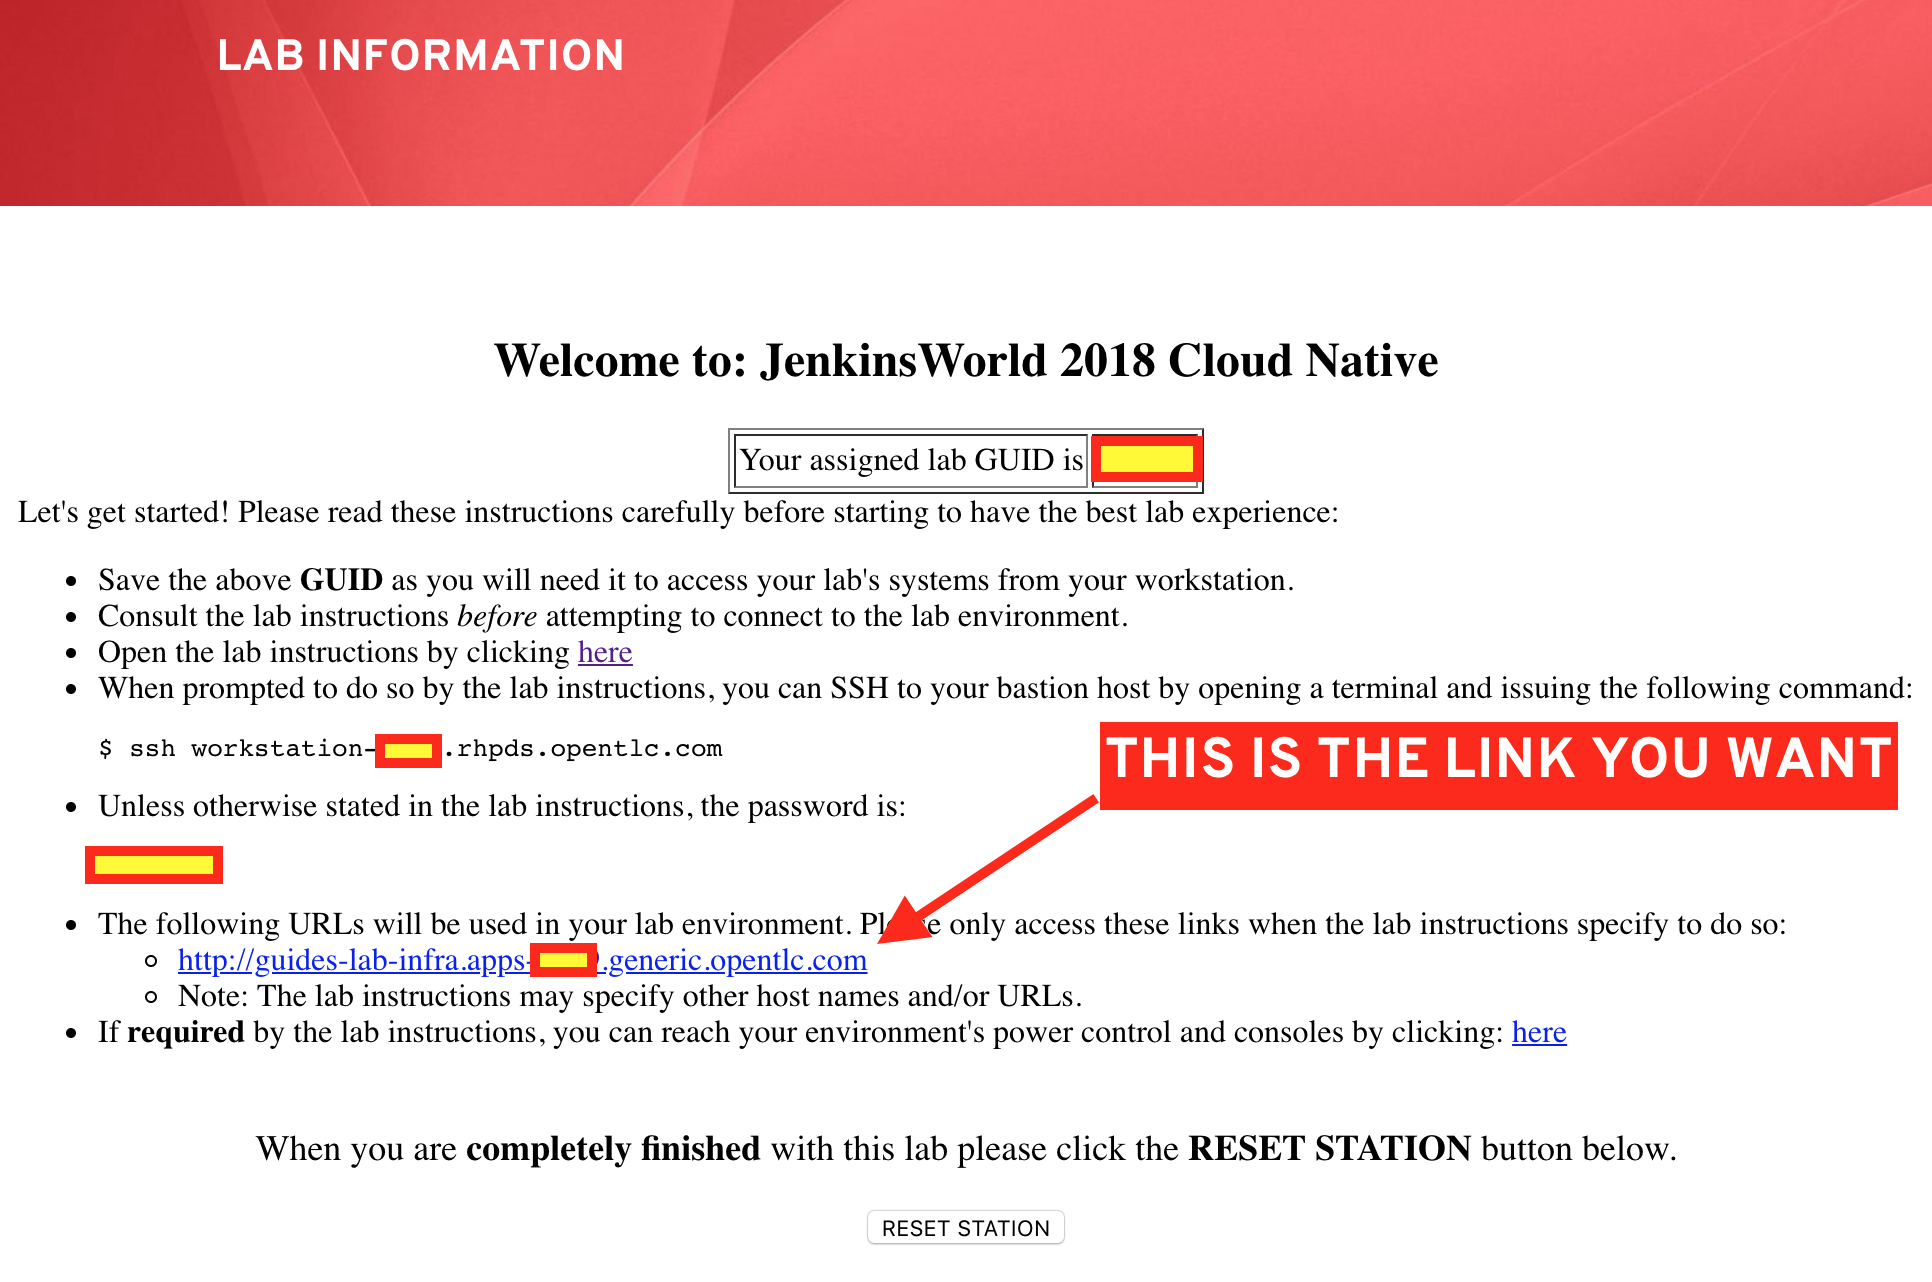 LAB INFORMATION
Welcome to: JenkinsWorld 2018 Cloud Native
Your assigned lab GUID is
Let's get started! Please read these instructions carefully before starting to have the best lab experience:
Save the above GUID as you will need it to access your lab's systems from your workstation.
Consult the lab instructions before attempting to connect to the lab environment.
Open the lab instructions by clicking here
When prompted to do so by the lab instructions, you can SSH to your bastion host by opening a terminal and issuing the following command:
$ ssh workstation- .rhpds.opentlc.com
THIS IS THE LINK YOU WANT
Unless otherwise stated in the lab instructions, the password is:
The following URLs will be used in your lab environment. only access these links when the lab instructions specify to do so:
http://guides-lab-infra.apps- .generic.opentlc.com
Note: The lab instructions may specify other host names and/or URLs.
If required by the lab instructions, you can reach your environment's power control and consoles by clicking: here
When you are completely finished with this lab please click the RESET STATION button below.
RESET STATION